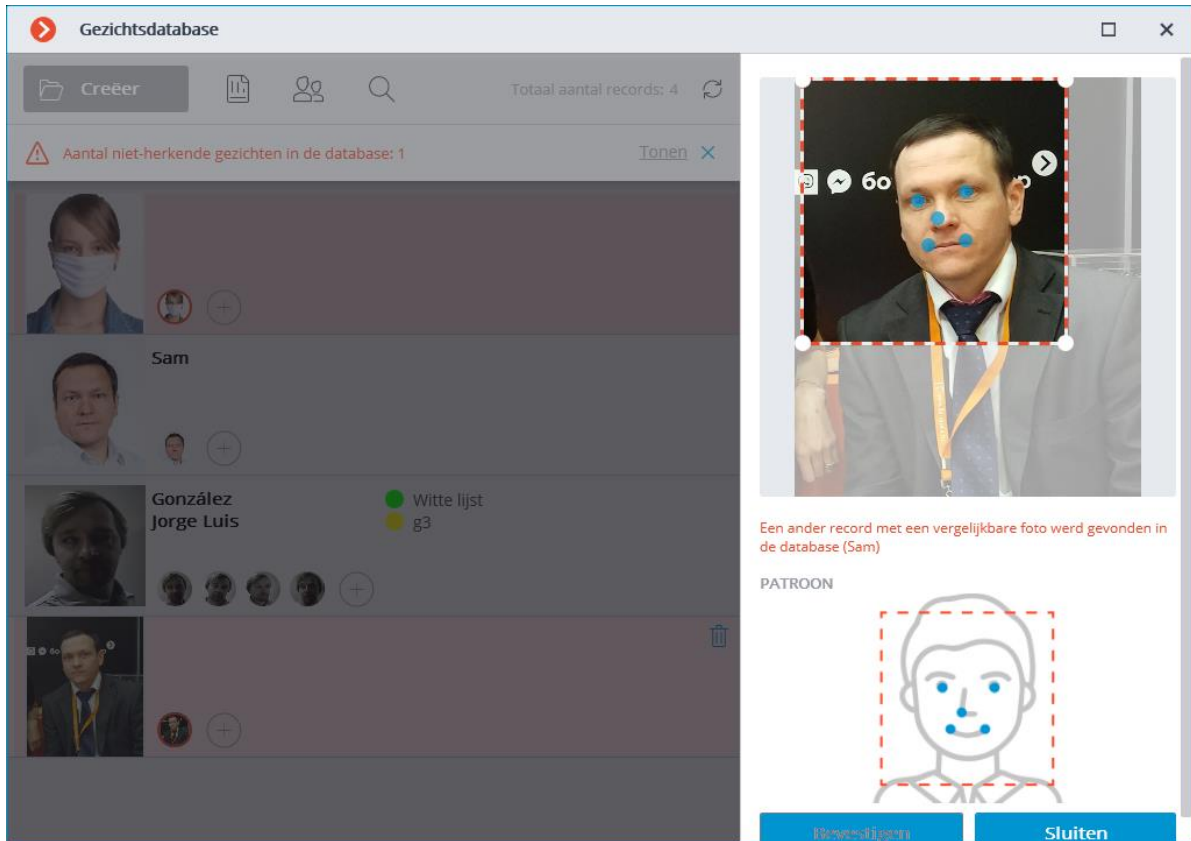 Gezichtsdatabase
Creëer
Totaal aantal records: 4
Aantal niet-herkende gezichten in de database: 1
Tonen
Sam
González
Jorge Luis
Witte lijst
g3
бо
р
Een ander record met een vergelijkbare foto werd gevonden in
de database (Sam)
PATROON
Bevestigen
Sluiten